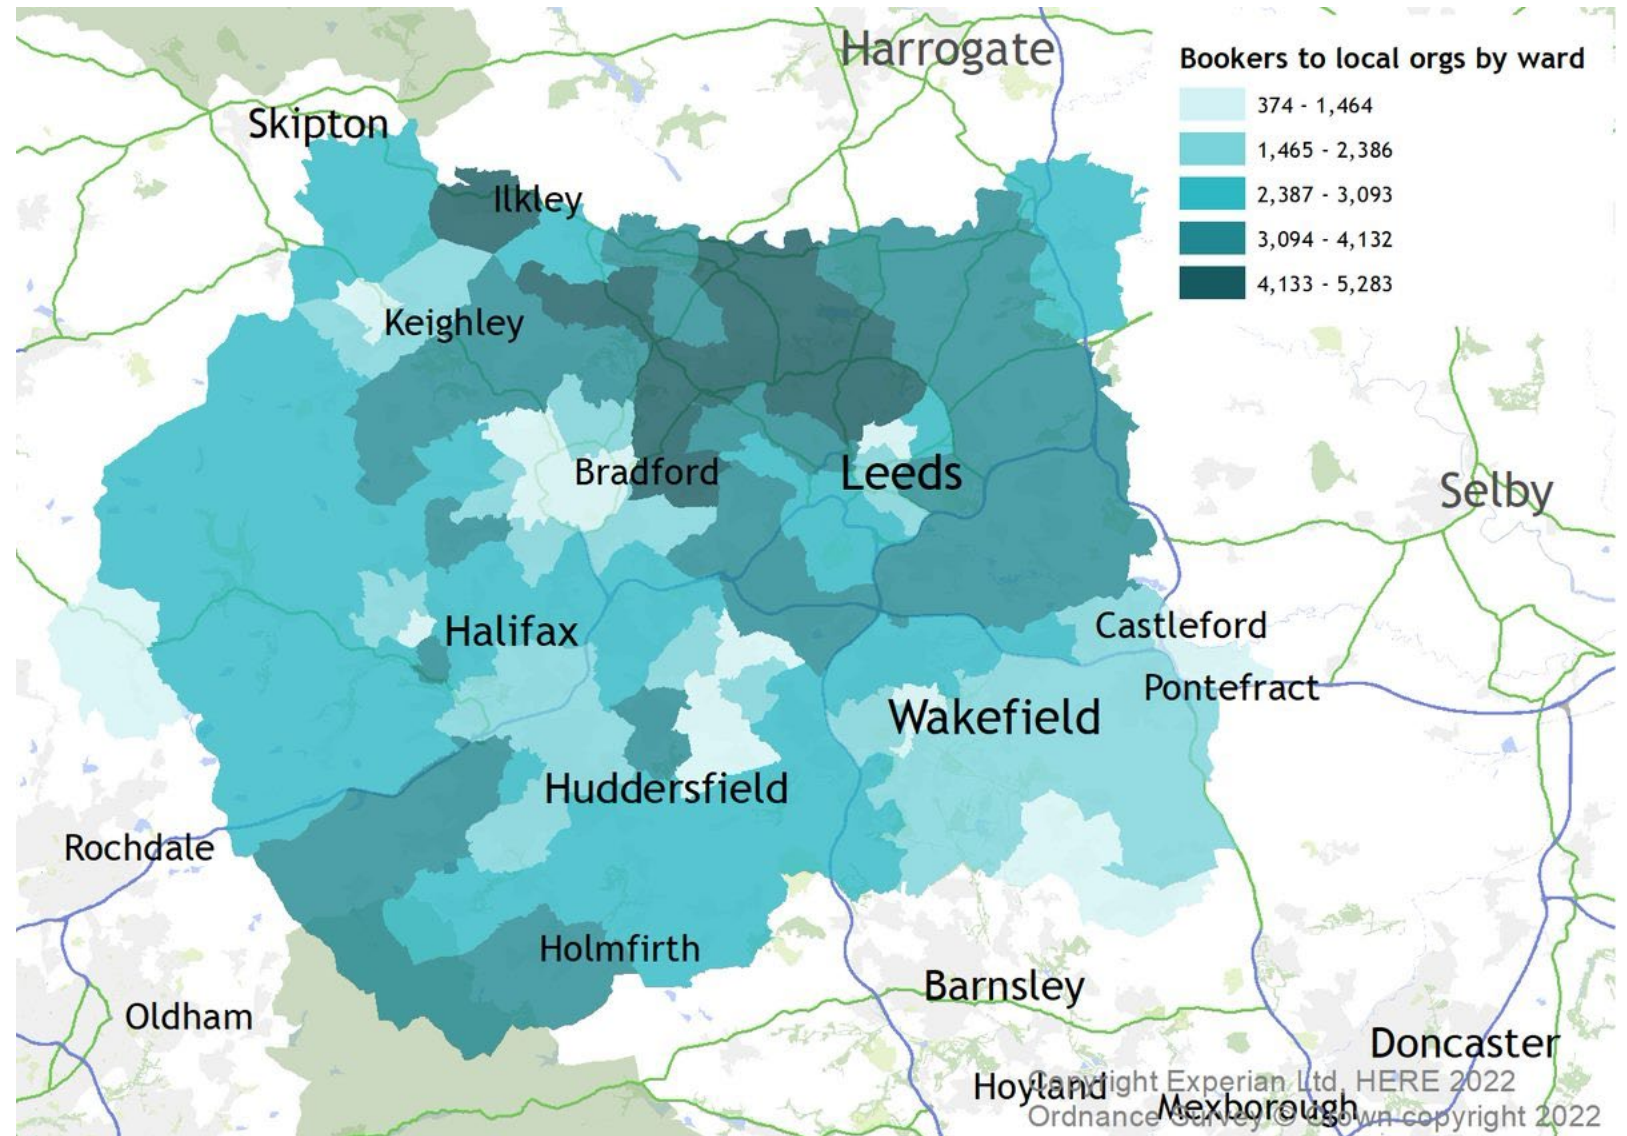 Harrogate
Bookers to local orgs by ward
374 - 1,464
1,465 - 2,386
2,387 - 3,093
3,094 - 4,132
4,133 - 5,283
Skipton
Ilkley
Keighley
Bradford
Leeds
Selby
Halifax
Castleford
Pontefract
Wakefield
Huddersfield
Rochdale
Holmfirth
Barnsley
Oldham
Doncaster
Hoyland
Mexborough
Copyright Experian Ltd, HERE 2022
Ordnance Survey © Crown copyright 2022